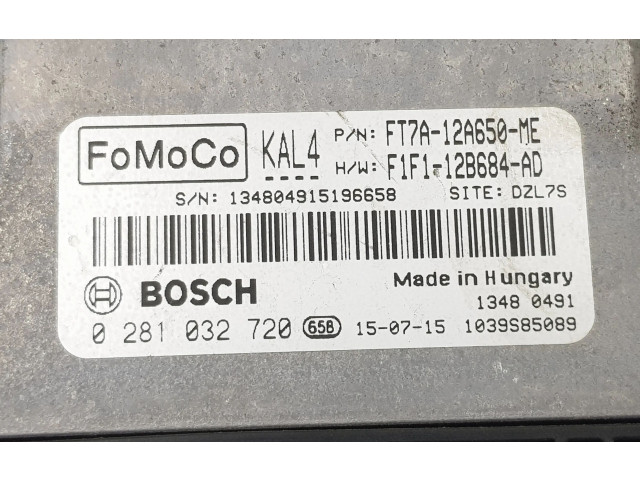 FoMoCo KAL4 P/N: FT7A-12A650-ME
H/W: F1F1-12B684-AD
S/N: 134804915196658 SITE: DZL7S
BOSCH Made in Hungary
1348 0491
0 281 032 720 65B 15-07-15 1039S85089